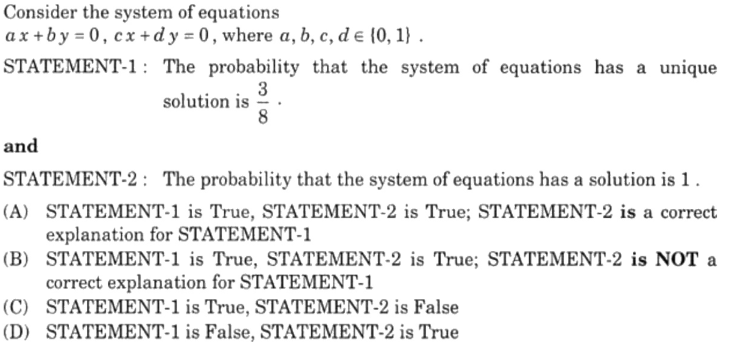 Consider the system of equations
ax + by = 0, cx + dy = 0, where a, b, c, d ∈ {0, 1} .
STATEMENT-1 : The probability that the system of equations has a unique
solution is 3/8 .
and
STATEMENT-2 : The probability that the system of equations has a solution is 1 .
(A) STATEMENT-1 is True, STATEMENT-2 is True; STATEMENT-2 is a correct
explanation for STATEMENT-1
(B) STATEMENT-1 is True, STATEMENT-2 is True; STATEMENT-2 is NOT a
correct explanation for STATEMENT-1
(C) STATEMENT-1 is True, STATEMENT-2 is False
(D) STATEMENT-1 is False, STATEMENT-2 is True